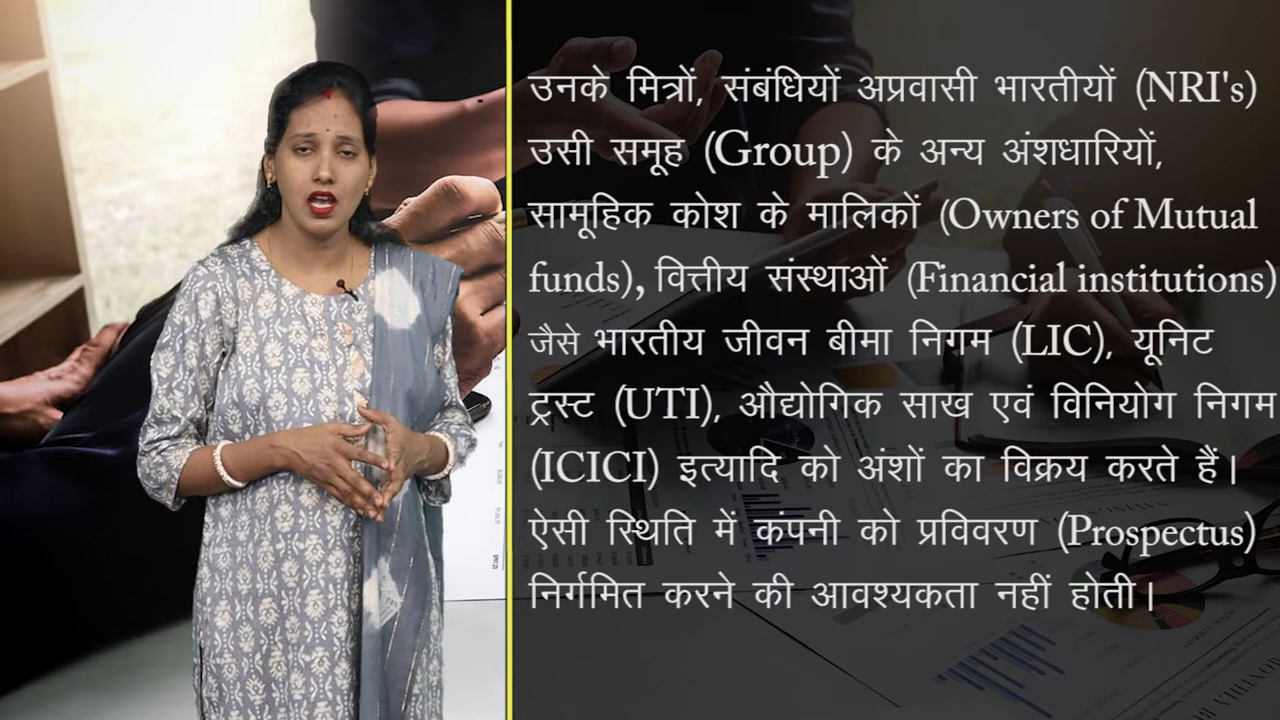 उनके मित्रों, संबंधियों अप्रवासी भारतीयों (NRI's)
उसी समूह (Group) के अन्य अंशधारियों,
सामूहिक कोश के मालिकों (Owners of Mutual
funds), वित्तीय संस्थाओं (Financial institutions)
जैसे भारतीय जीवन बीमा निगम (LIC), यूनिट
ट्रस्ट (UTI), औद्योगिक साख एवं विनियोग निगम
(ICICI) इत्यादि को अंशों का विक्रय करते हैं।
ऐसी स्थिति में कंपनी को प्रविवरण (Prospectus)
निर्गमित करने की आवश्यकता नहीं होती।